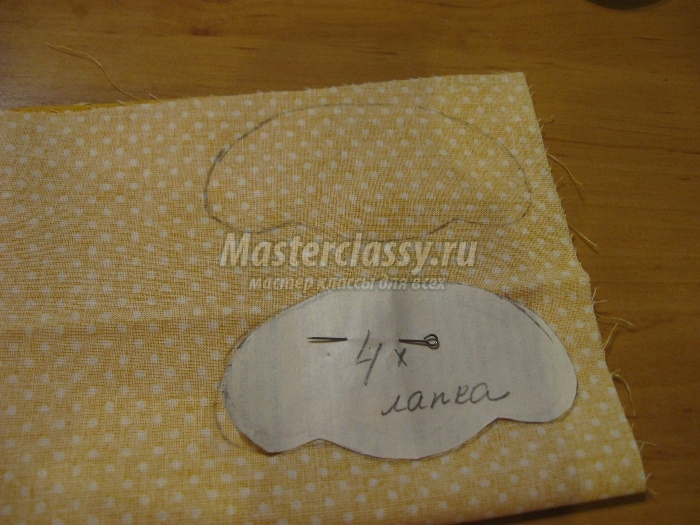 Masterclassy.ru
мастер классы для всех
4х
лапка